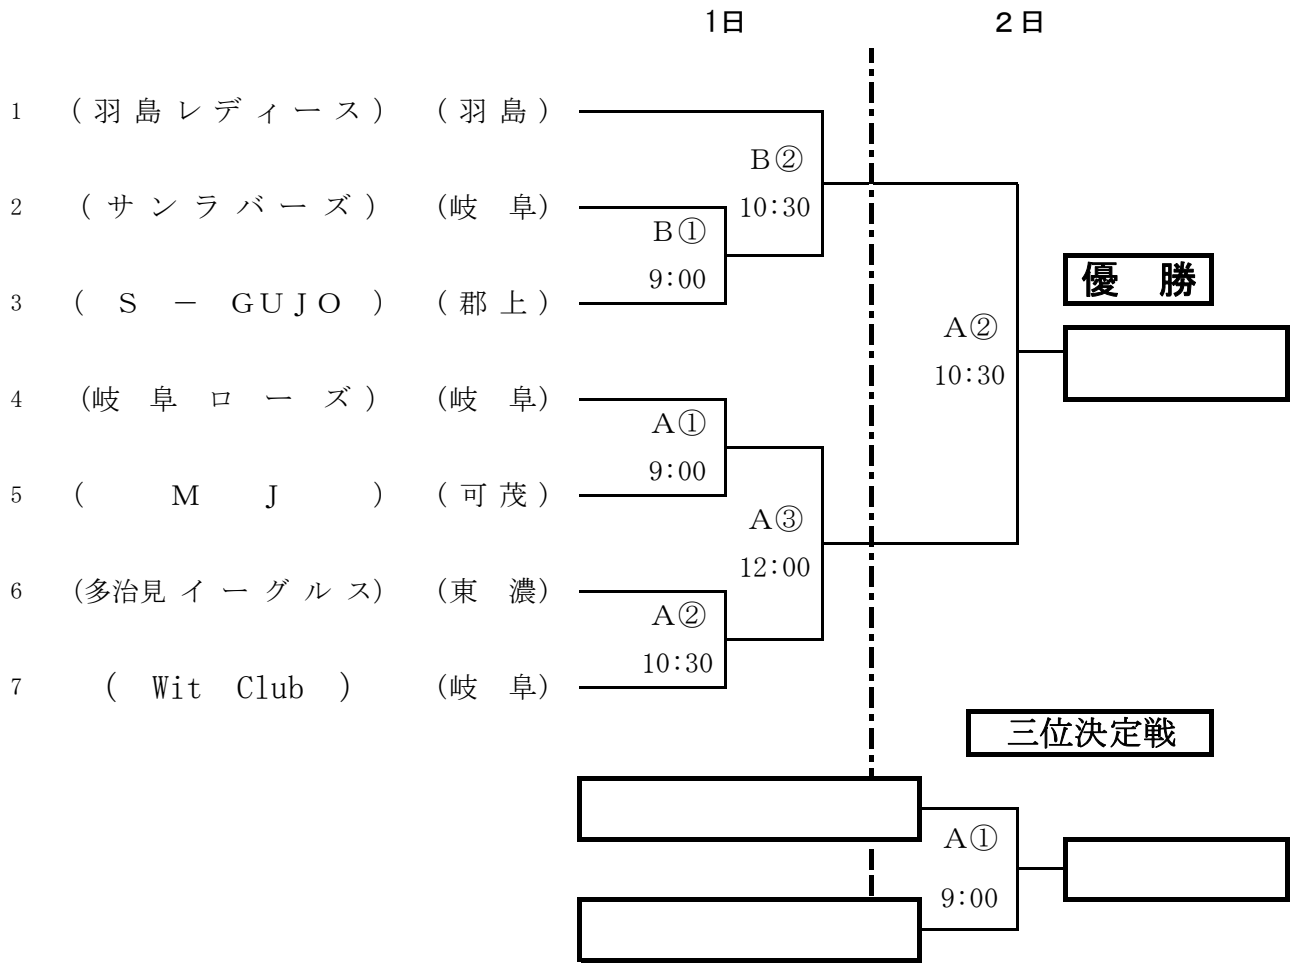 1日 2日
1 (羽島レディース) (羽島)
B②
2 (サンラバーズ) (岐 阜) 10:30
B①
9:00 優 勝
3 ( S － GUJO ) (郡上)
A②
10:30
4 (岐 阜 ロ ー ズ) (岐 阜)
A①
9:00
5 ( M J ) (可茂)
A③
12:00
6 (多治見イーグルス) (東 濃)
A②
10:30
7 ( Wit Club ) (岐 阜)
三位決定戦
A①
9:00